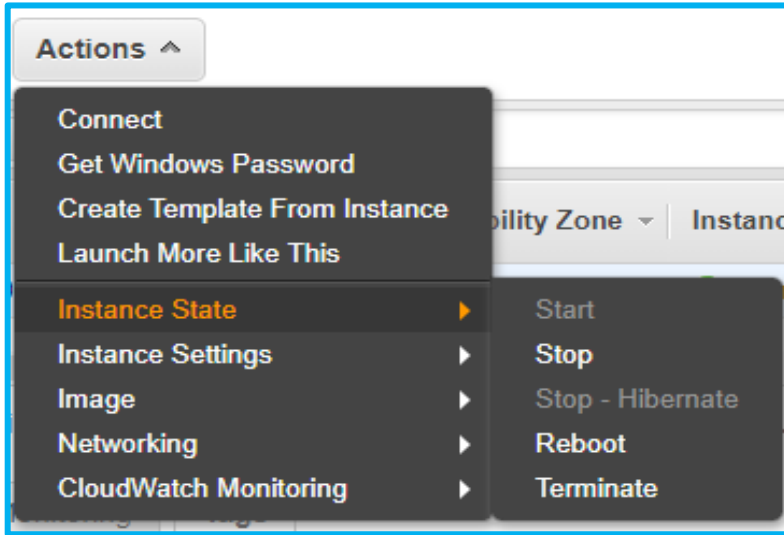 Actions
Connect
Get Windows Password
Create Template From Instance
bility Zone
Instanc
Launch More Like This
Instance State
Start
Instance Settings
Stop
Image
Stop - Hibernate
Networking
Reboot
CloudWatch Monitoring
Terminate